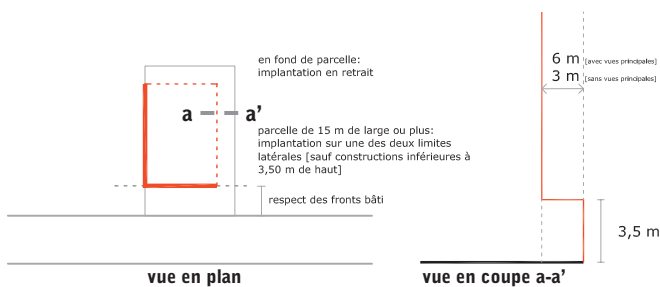 en fond de parcelle:
implantation en retrait
a
a’
parcelle de 15 m de large ou plus:
implantation sur une des deux limites
latérales [sauf constructions inférieures à
3,50 m de haut]
respect des fronts bâti
vue en plan
6 m [avec vues principales]
3 m [sans vues principales]
3,5 m
vue en coupe a-a’